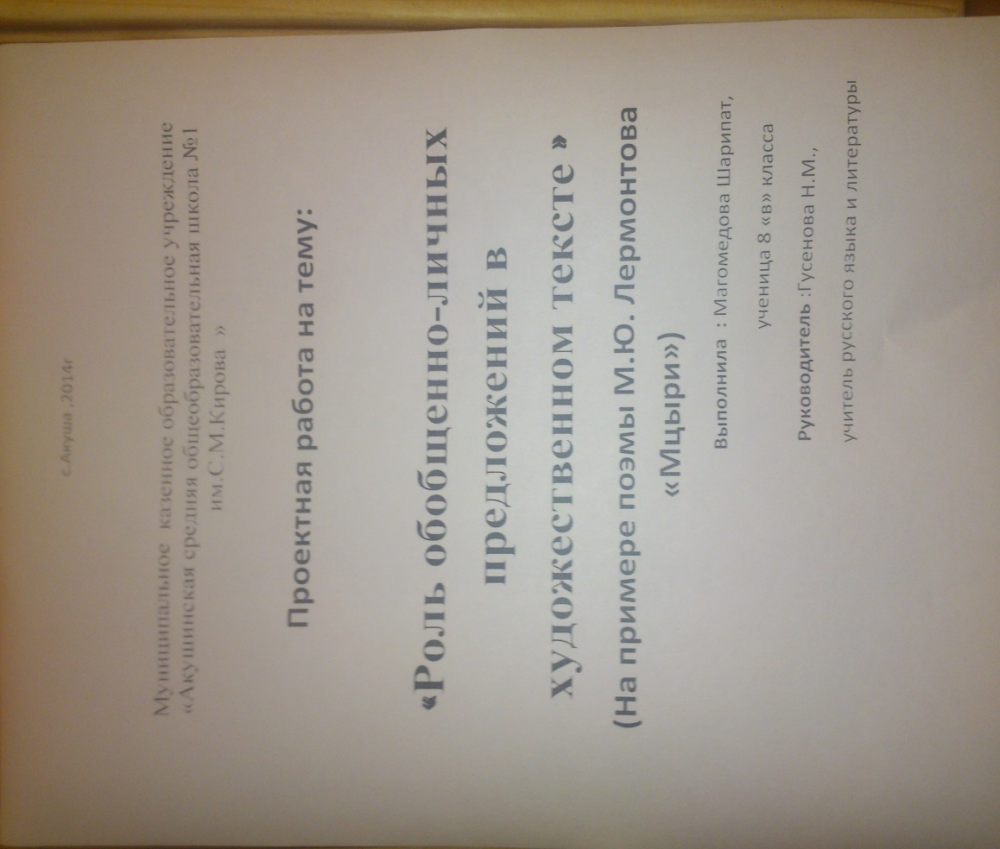 с.Акуша ,2014г
Муниципальное казенное образовательное учреждение
«Акушинская средняя общеобразовательная школа №1
им.С.М.Кирова »
Проектная работа на тему:
«Роль обобщенно-личных
предложений в
художественном тексте »
(На примере поэмы М.Ю. Лермонтова
«Мцыри»)
Выполнила : Магомедова Шарипат,
ученица 8 «в» класса
Руководитель :Гусенова Н.М.,
учитель русского языка и литературы